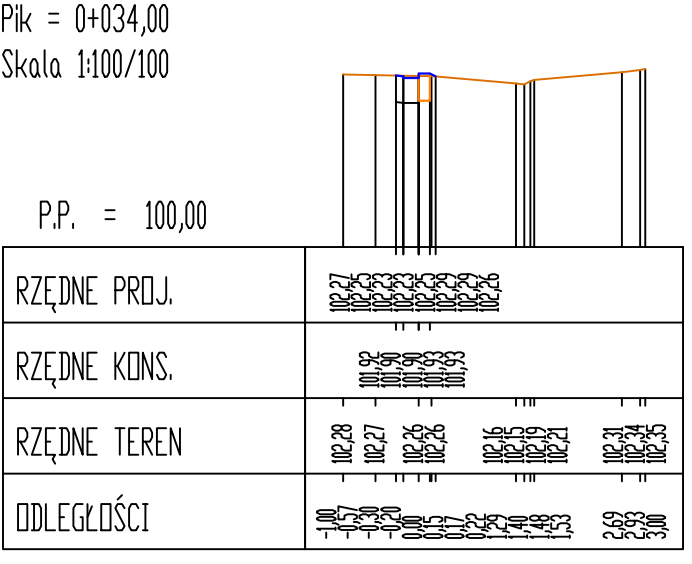 Pik = 0+034,00
Skala 1:100/100
P.P. = 100,00
RZĘDNE PROJ. 102,27 102,25 102,23 102,23 102,25 102,29 102,29 102,26
RZĘDNE KONS. 101,92 101,90 101,90 101,93 101,93
RZĘDNE TEREN 102,28 102,27 102,26 102,26 102,16 102,15 102,19 102,21 102,31 102,34 102,35
ODLEGŁOŚCI -1,00 -0,57 -0,30 -0,20 0,00 0,15 0,17 0,22 1,29 1,40 1,48 1,53 2,69 2,93 3,00